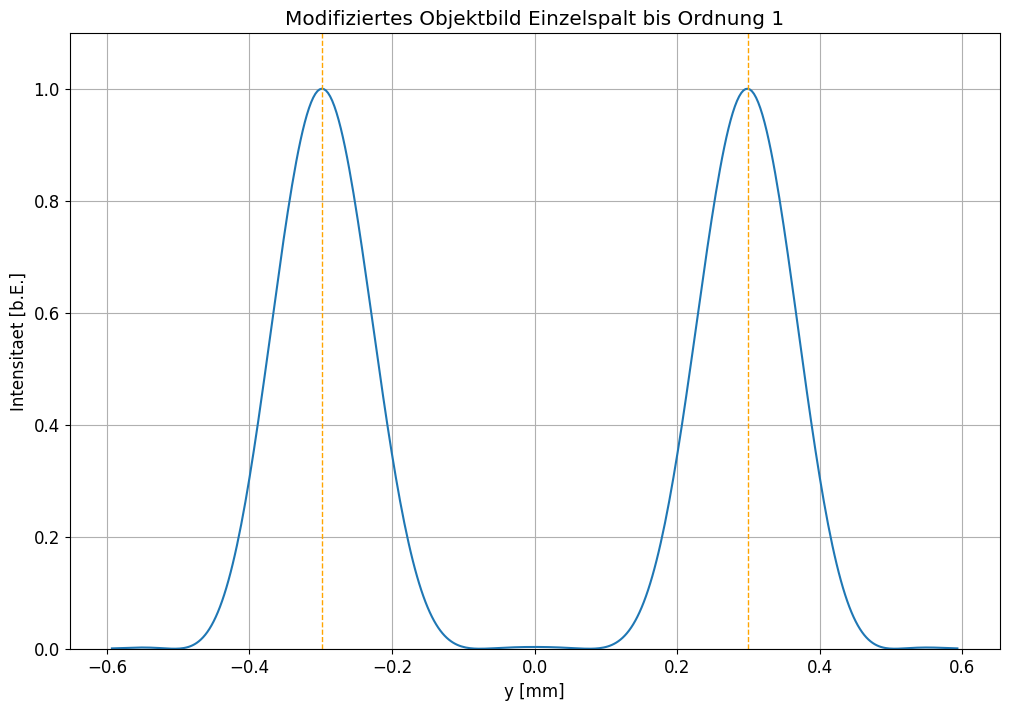 Modifiziertes Objektbild Einzelspalt bis Ordnung 1
Intensitaet [b.E.]
1.0
0.8
0.6
0.4
0.2
0.0
−0.6 −0.4 −0.2 0.0 0.2 0.4 0.6
y [mm]